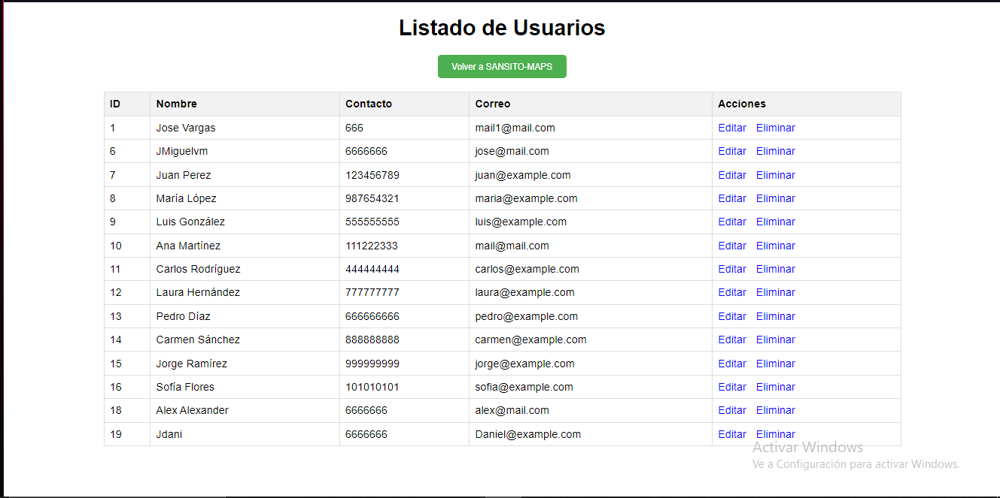 Listado de Usuarios
Volver a SANSITO-MAPS
ID Nombre Contacto Correo Acciones
1 Jose Vargas 666 mail1@mail.com Editar Eliminar
6 JMiguelvm 6666666 jose@mail.com Editar Eliminar
7 Juan Perez 123456789 juan@example.com Editar Eliminar
8 María López 987654321 maria@example.com Editar Eliminar
9 Luis González 555555555 luis@example.com Editar Eliminar
10 Ana Martínez 111222333 mail@mail.com Editar Eliminar
11 Carlos Rodríguez 444444444 carlos@example.com Editar Eliminar
12 Laura Hernández 777777777 laura@example.com Editar Eliminar
13 Pedro Díaz 666666666 pedro@example.com Editar Eliminar
14 Carmen Sánchez 888888888 carmen@example.com Editar Eliminar
15 Jorge Ramírez 999999999 jorge@example.com Editar Eliminar
16 Sofía Flores 101010101 sofia@example.com Editar Eliminar
18 Alex Alexander 6666666 alex@mail.com Editar Eliminar
19 Jdani 6666666 Daniel@example.com Editar Eliminar
Activar Windows
Ve a Configuración para activar Windows.